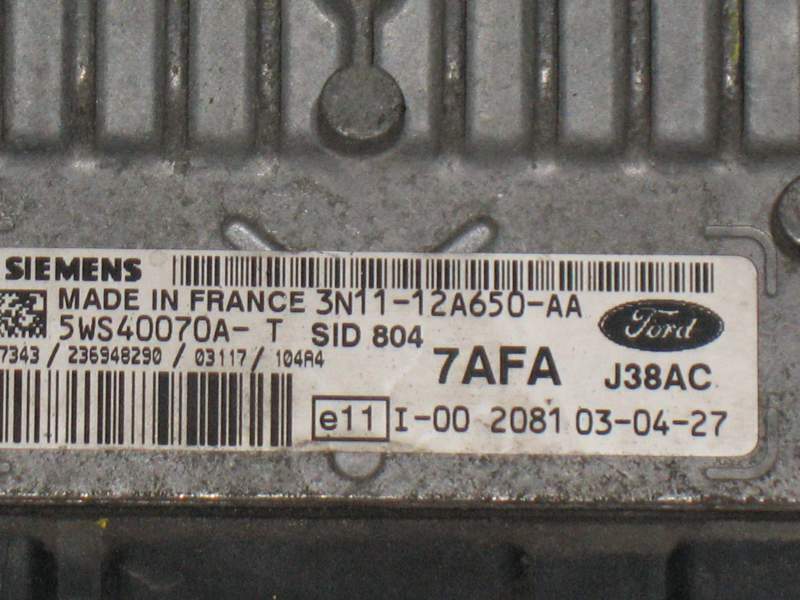 SIEMENS
MADE IN FRANCE 3N11-12A650-AA
5WS40070A- T SID 804
Ford
7343 / 236948290 / 03117 / 104A4
7AFA J38AC
e11 I-00 2081 03-04-27